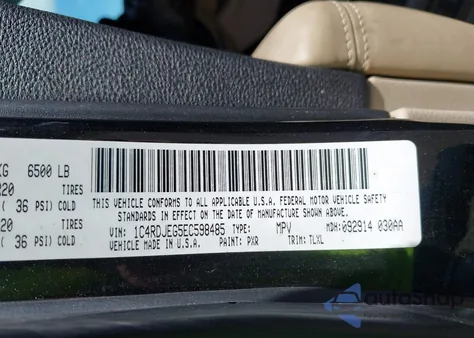 KG 6500 LB
R20 TIRES
( 36 PSI) COLD
20 TIRES
( 36 PSI) COLD
THIS VEHICLE CONFORMS TO ALL APPLICABLE U.S.A. FEDERAL MOTOR VEHICLE SAFETY
STANDARDS IN EFFECT ON THE DATE OF MANUFACTURE SHOWN ABOVE.
VIN: 1C4RDJEG5EC598485 TYPE: MPV MDH: 092914 030AA
VEHICLE MADE IN U.S.A. PAINT: PXR TRIM: TLXL
autoShop